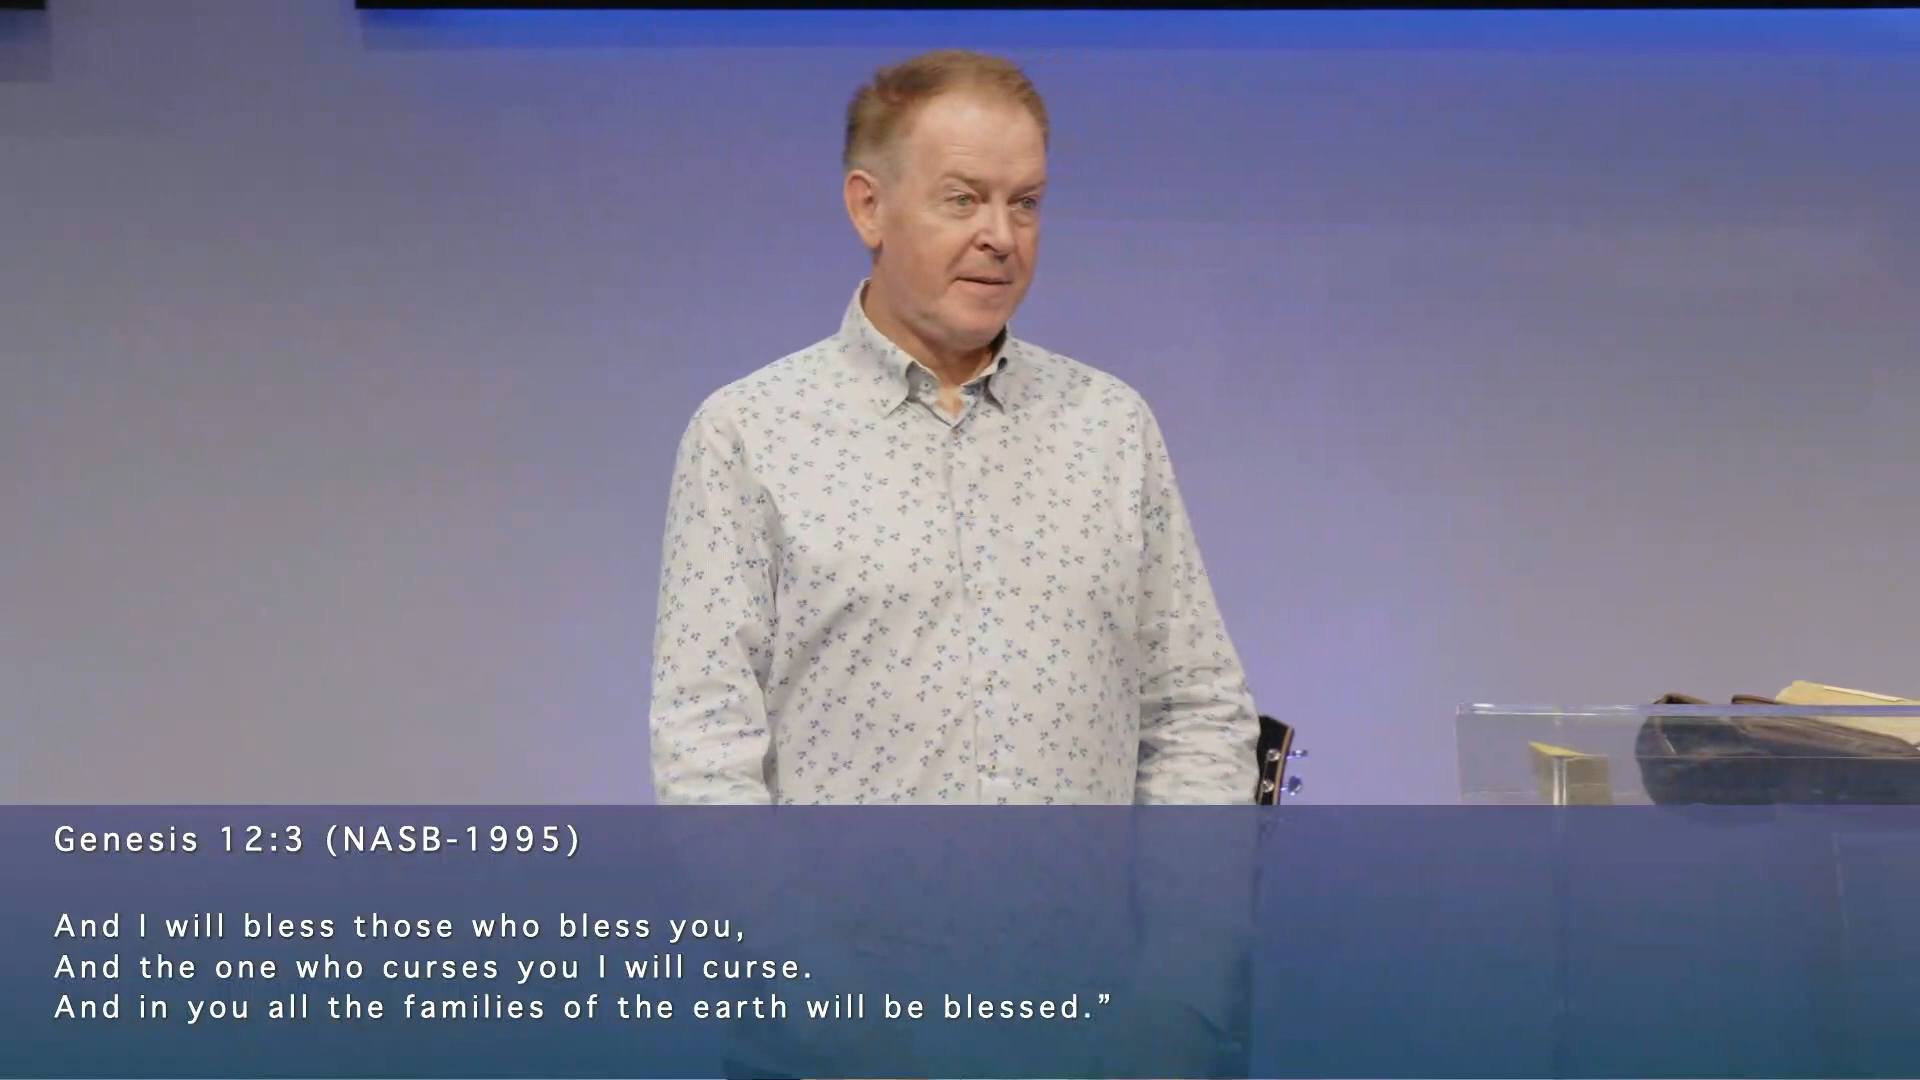 Genesis 12:3 (NASB-1995)
And I will bless those who bless you,
And the one who curses you I will curse.
And in you all the families of the earth will be blessed.”